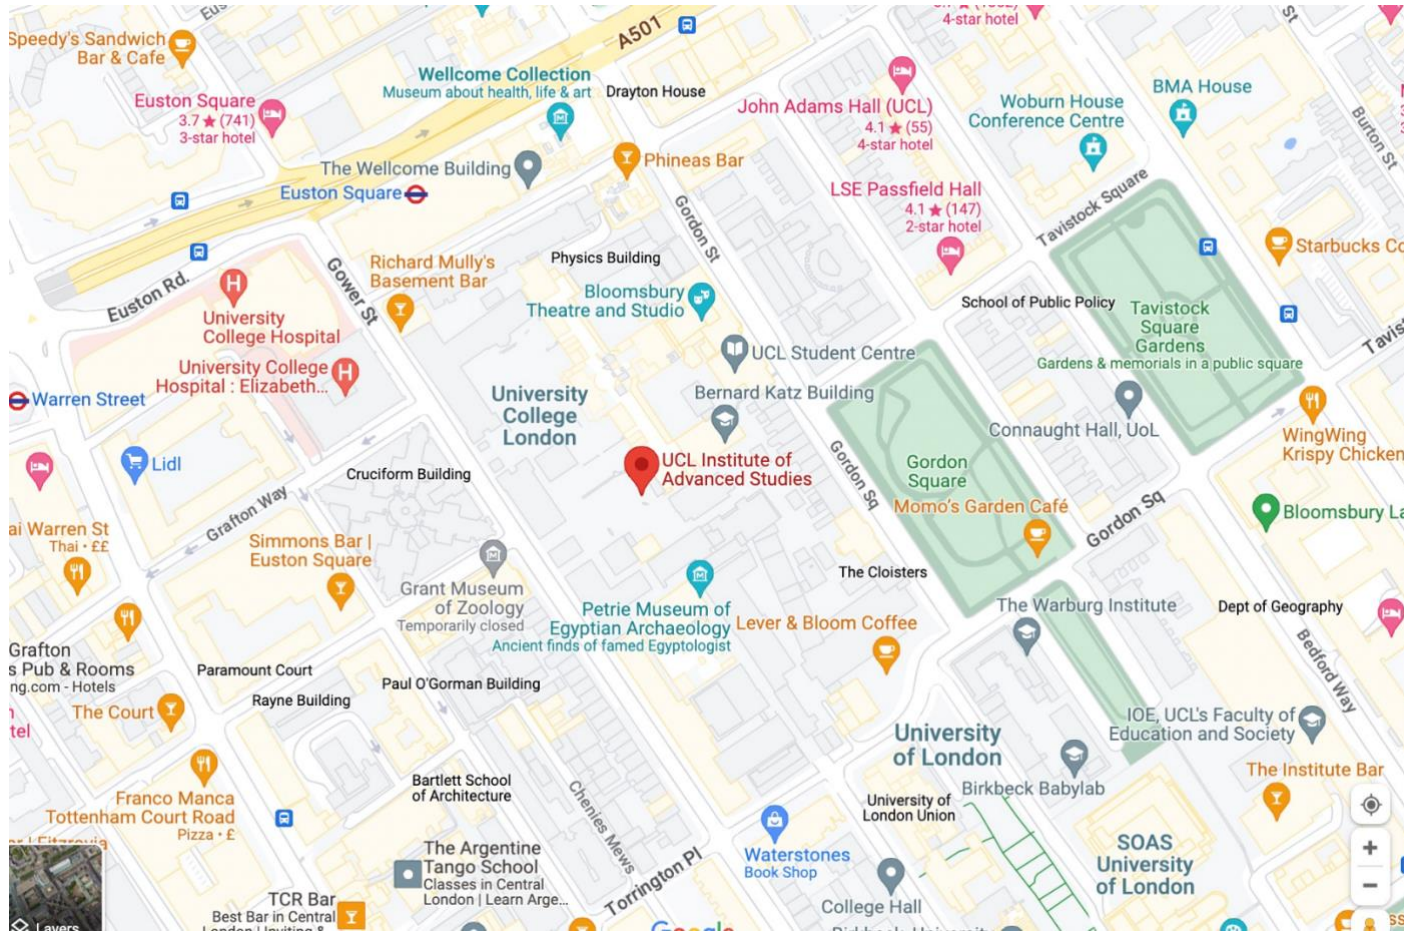 Speedy's Sandwich
Bar & Cafe
A501
4-star hotel
Euston Square
3.7 ★ (741)
3-star hotel
Wellcome Collection
Museum about health, life & art
Drayton House
John Adams Hall (UCL)
4.1 ★ (55)
4-star hotel
Woburn House
Conference Centre
BMA House
Burton St
The Wellcome Building
Phineas Bar
Euston Square
LSE Passfield Hall
4.1 ★ (147)
2-star hotel
Tavistock Square
Gordon St
Starbucks Co
Euston Rd.
Gower St
Richard Mully's
Basement Bar
Physics Building
Bloomsbury
Theatre and Studio
School of Public Policy
Tavistock
Square
Gardens
Gardens & memorials in a public square
University
College Hospital
University College
Hospital : Elizabeth...
UCL Student Centre
Bernard Katz Building
Warren Street
University
College
London
Connaught Hall, UoL
WingWing
Krispy Chicken
Lidl
Cruciform Building
UCL Institute of
Advanced Studies
Gordon Sq
Gordon
Square
Momo's Garden Café
Gordon Sq
Bloomsbury La
Grafton Way
ai Warren St
Thai • ££
Simmons Bar |
Euston Square
Grant Museum
of Zoology
Temporarily closed
Petrie Museum of
Egyptian Archaeology
Ancient finds of famed Egyptologist
The Cloisters
Lever & Bloom Coffee
The Warburg Institute
Dept of Geography
Bedford Way
Grafton
s Pub & Rooms
ng.com - Hotels
Paramount Court
Rayne Building
Paul O'Gorman Building
The Court
tel
University
of London
IOE, UCL's Faculty of
Education and Society
Birkbeck Babylab
The Institute Bar
Franco Manca
Tottenham Court Road
Pizza • £
Bartlett School
of Architecture
Chenies Mews
University of
London Union
SOAS
University
of London
Waterstones
Book Shop
The Argentine
Tango School
Classes in Central
London | Learn Arge...
Torrington Pl
College Hall
TCR Bar
Best Bar in Central
Layers
Google